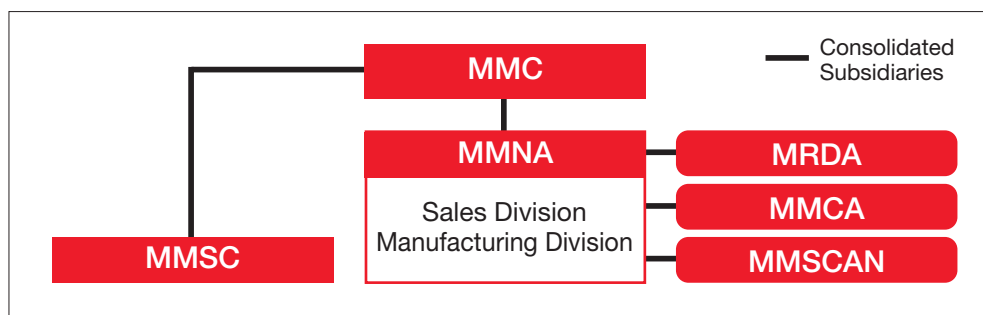 MMC
Consolidated
Subsidiaries
MMNA
MRDA
Sales Division
Manufacturing Division
MMCA
MMSC
MMSCAN